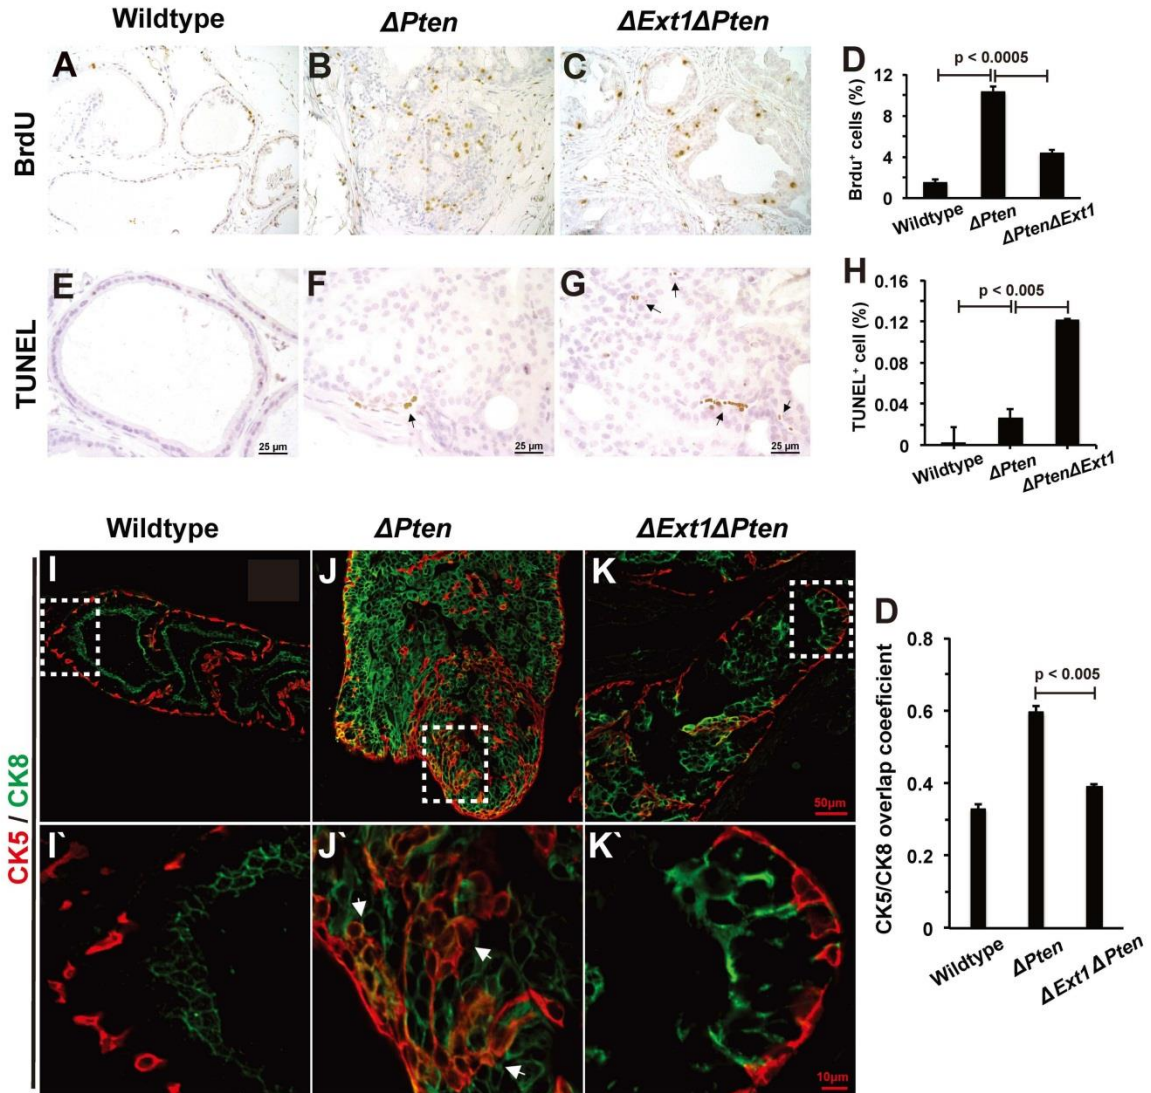 Wildtype ΔPten ΔExt1ΔPten
BrdU
A
B
C
D
p < 0.0005
Brdu⁺ cells (%)
12
8
4
0
Wildtype
ΔPten
ΔPtenΔExt1
TUNEL
E
25 µm
F
G
25 µm
H
p < 0.005
TUNEL⁺ cell (%)
0.16
0.12
0.08
0.04
0
Wildtype
ΔPten
ΔPtenΔExt1
Wildtype ΔPten ΔExt1ΔPten
CK5 / CK8
I
J
K
50µm
I`
J`
K`
10µm
D
p < 0.005
CK5/CK8 overlap coeeficient
0.8
0.6
0.4
0.2
0
Wildtype
ΔPten
ΔExt1ΔPten